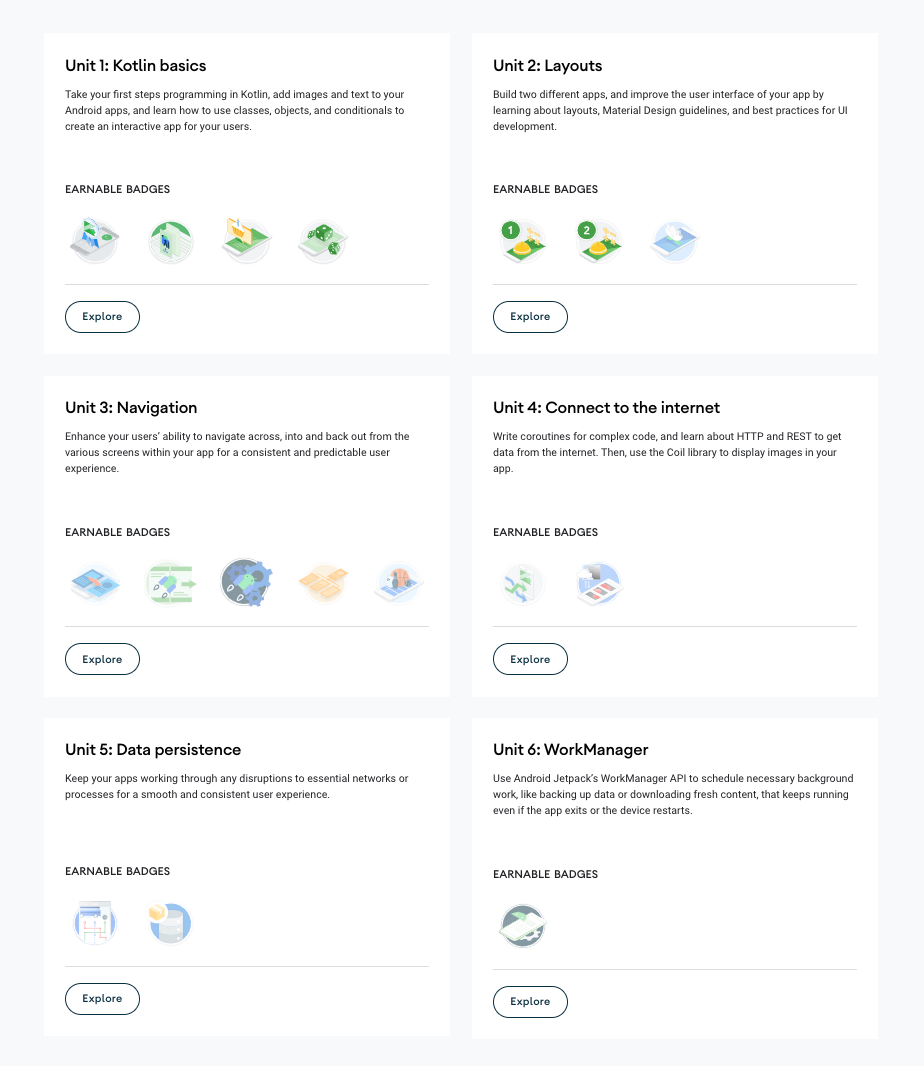 Unit 1: Kotlin basics
Take your first steps programming in Kotlin, add images and text to your
Android apps, and learn how to use classes, objects, and conditionals to
create an interactive app for your users.
EARNABLE BADGES
Explore
Unit 2: Layouts
Build two different apps, and improve the user interface of your app by
learning about layouts, Material Design guidelines, and best practices for UI
development.
EARNABLE BADGES
1
2
Explore
Unit 3: Navigation
Enhance your users’ ability to navigate across, into and back out from the
various screens within your app for a consistent and predictable user
experience.
EARNABLE BADGES
Explore
Unit 4: Connect to the internet
Write coroutines for complex code, and learn about HTTP and REST to get
data from the internet. Then, use the Coil library to display images in your
app.
EARNABLE BADGES
Explore
Unit 5: Data persistence
Keep your apps working through any disruptions to essential networks or
processes for a smooth and consistent user experience.
EARNABLE BADGES
Explore
Unit 6: WorkManager
Use Android Jetpack’s WorkManager API to schedule necessary background
work, like backing up data or downloading fresh content, that keeps running
even if the app exits or the device restarts.
EARNABLE BADGES
Explore